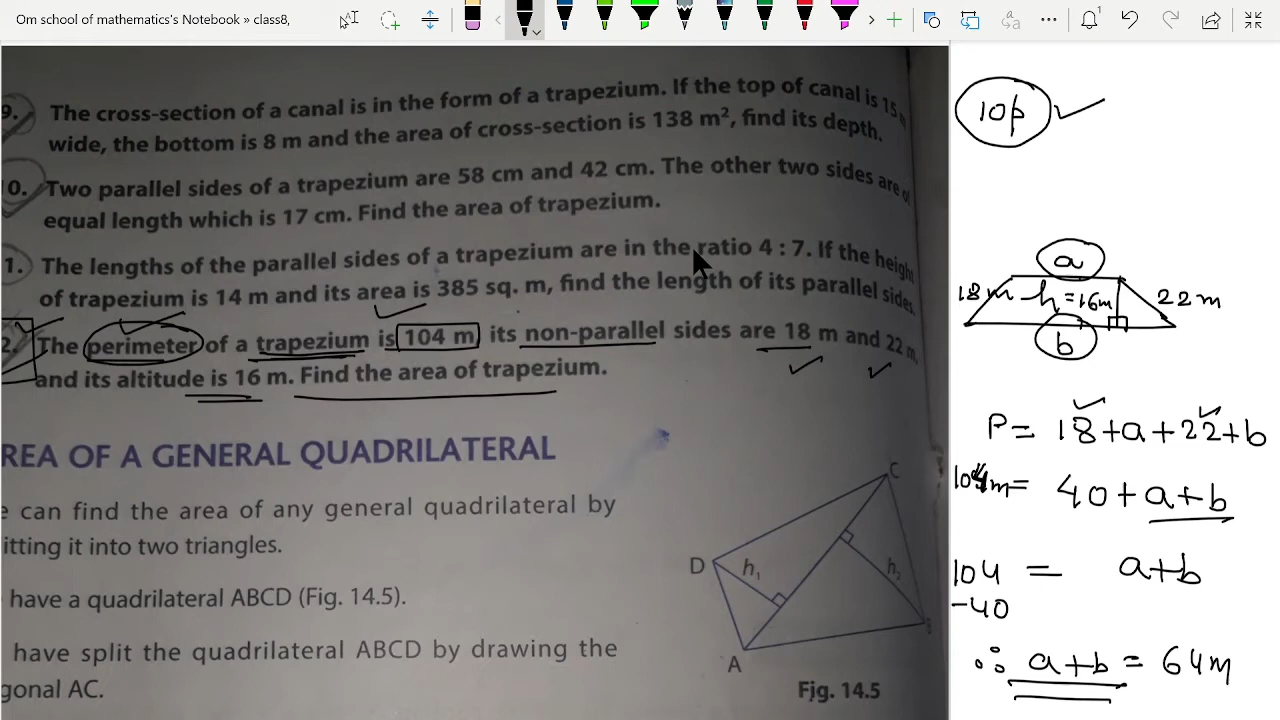 Om school of mathematics's Notebook » class8,
9. The cross-section of a canal is in the form of a trapezium. If the top of canal is 15 m
wide, the bottom is 8 m and the area of cross-section is 138 m², find its depth.
0. Two parallel sides of a trapezium are 58 cm and 42 cm. The other two sides are of
equal length which is 17 cm. Find the area of trapezium.
1. The lengths of the parallel sides of a trapezium are in the ratio 4 : 7. If the height
of trapezium is 14 m and its area is 385 sq. m, find the length of its parallel sides.
2. The perimeter of a trapezium is 104 m its non-parallel sides are 18 m and 22 m.
and its altitude is 16 m. Find the area of trapezium.
REA OF A GENERAL QUADRILATERAL
e can find the area of any general quadrilateral by
itting it into two triangles.
have a quadrilateral ABCD (Fig. 14.5).
have split the quadrilateral ABCD by drawing the
gonal AC.
C
D
h₁
h₂
B
A
Fig. 14.5
10p
a
18m h=16m 22m
b
P= 18+a+22+b
104m= 40+a+b
104 = a+b
-40
∴ a+b = 64m